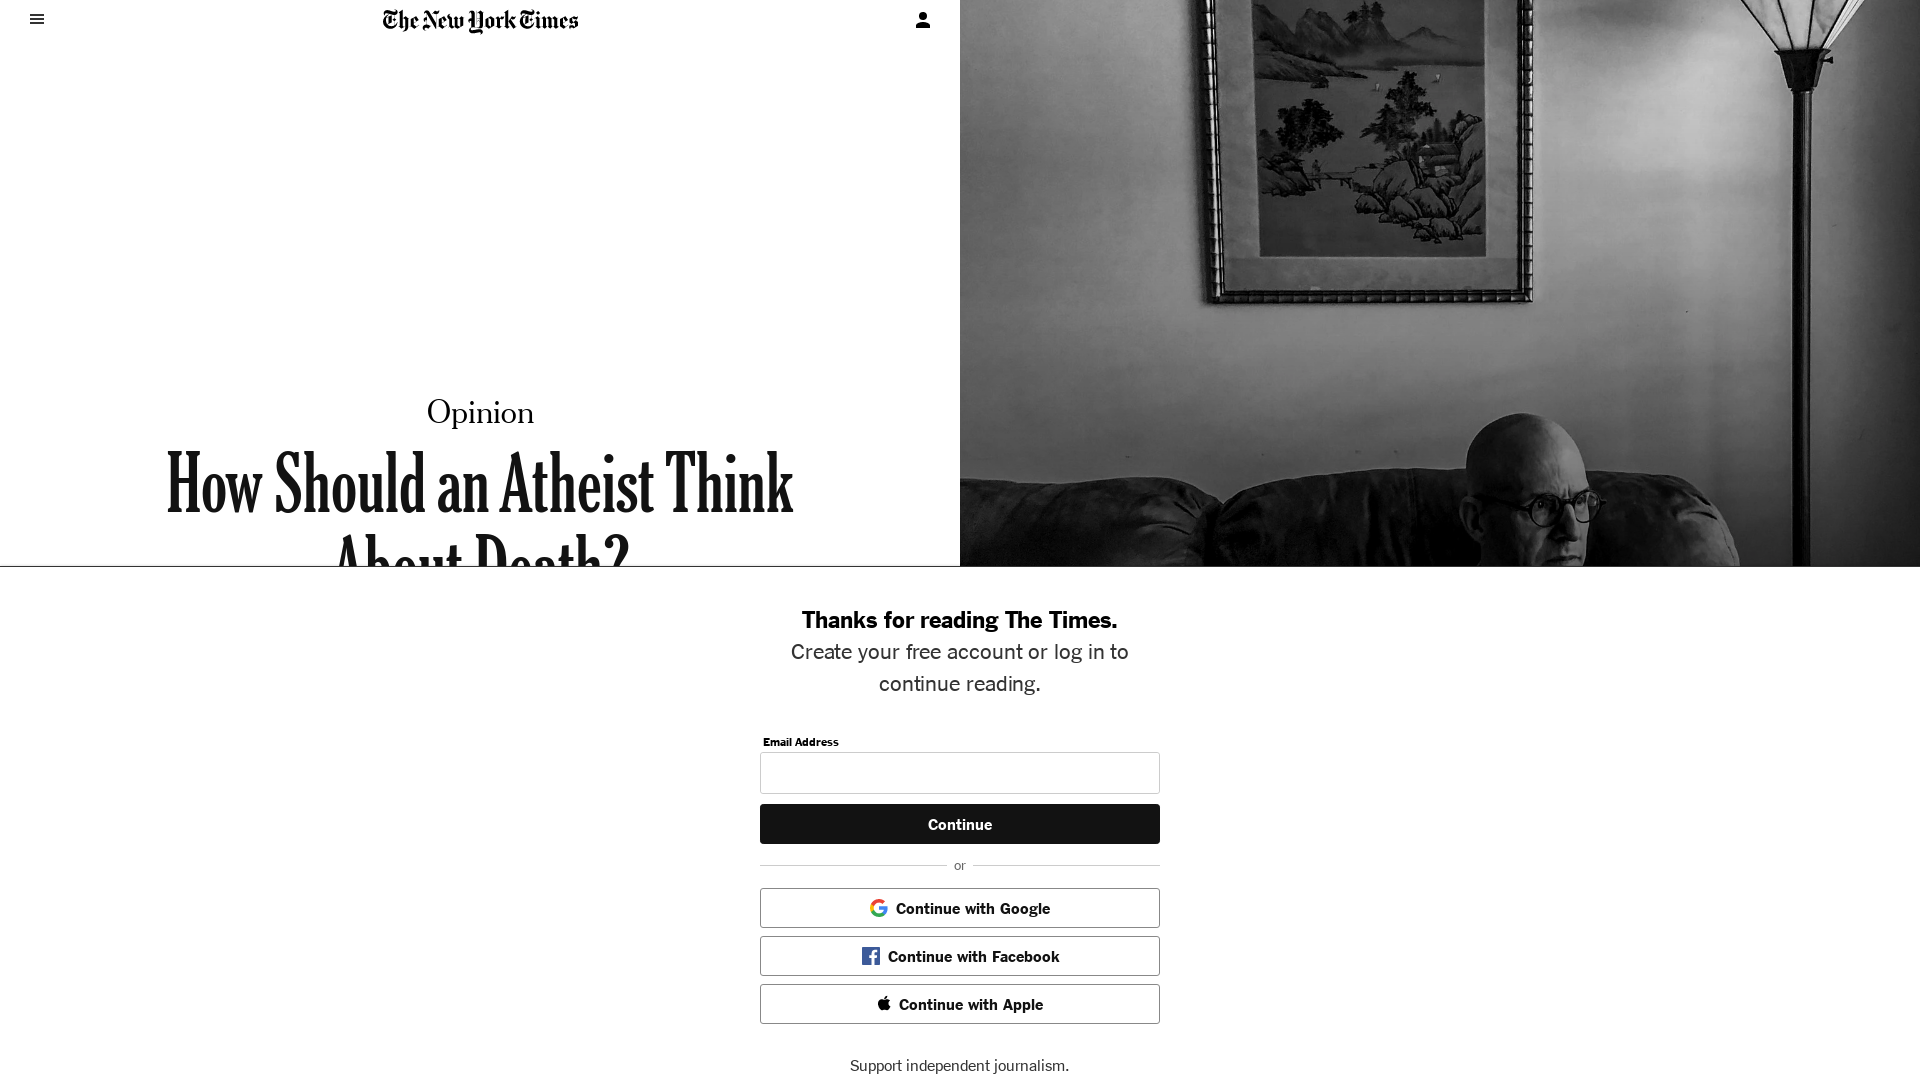 The New York Times
Opinion
How Should an Atheist Think
About Death?
Thanks for reading The Times.
Create your free account or log in to
continue reading.
Email Address
Continue
or
Continue with Google
Continue with Facebook
Continue with Apple
Support independent journalism.